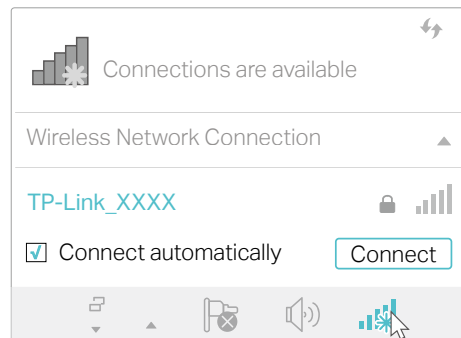 Connections are available
Wireless Network Connection
TP-Link_XXXX
Connect automatically
Connect